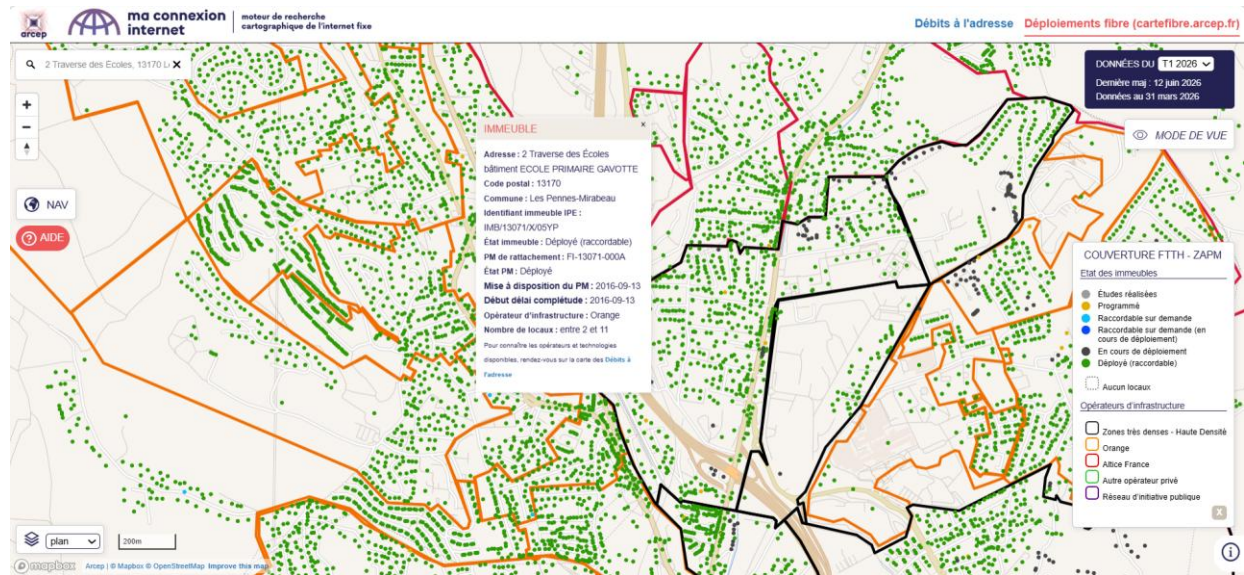 arcep
ma connexion
internet
moteur de recherche
cartographique de l'internet fixe
Débits à l'adresse
Déploiements fibre (cartefibre.arcep.fr)
2 Traverse des Ecoles, 13170 L
DONNÉES DU T1 2026
Dernière maj : 12 juin 2026
Données au 31 mars 2026
MODE DE VUE
+
−
NAV
? AIDE
IMMEUBLE
x
Adresse : 2 Traverse des Écoles
bâtiment ECOLE PRIMAIRE GAVOTTE
Code postal : 13170
Commune : Les Pennes-Mirabeau
Identifiant immeuble IPE :
IMB/13071/X/05YP
État immeuble : Déployé (raccordable)
PM de rattachement : FI-13071-000A
État PM : Déployé
Mise à disposition du PM : 2016-09-13
Début délai complétude : 2016-09-13
Opérateur d'infrastructure : Orange
Nombre de locaux : entre 2 et 11
Pour connaître les opérateurs et technologies
disponibles, rendez-vous sur la carte des Débits à
l'adresse
COUVERTURE FTTH - ZAPM
Etat des immeubles
Études réalisées
Programmé
Raccordable sur demande
Raccordable sur demande (en
cours de déploiement)
En cours de déploiement
Déployé (raccordable)
Aucun locaux
Opérateurs d'infrastructure
Zones très denses - Haute Densité
Orange
Altice France
Autre opérateur privé
Réseau d'initiative publique
X
plan
200m
mapbox
Arcep | © Mapbox © OpenStreetMap Improve this map